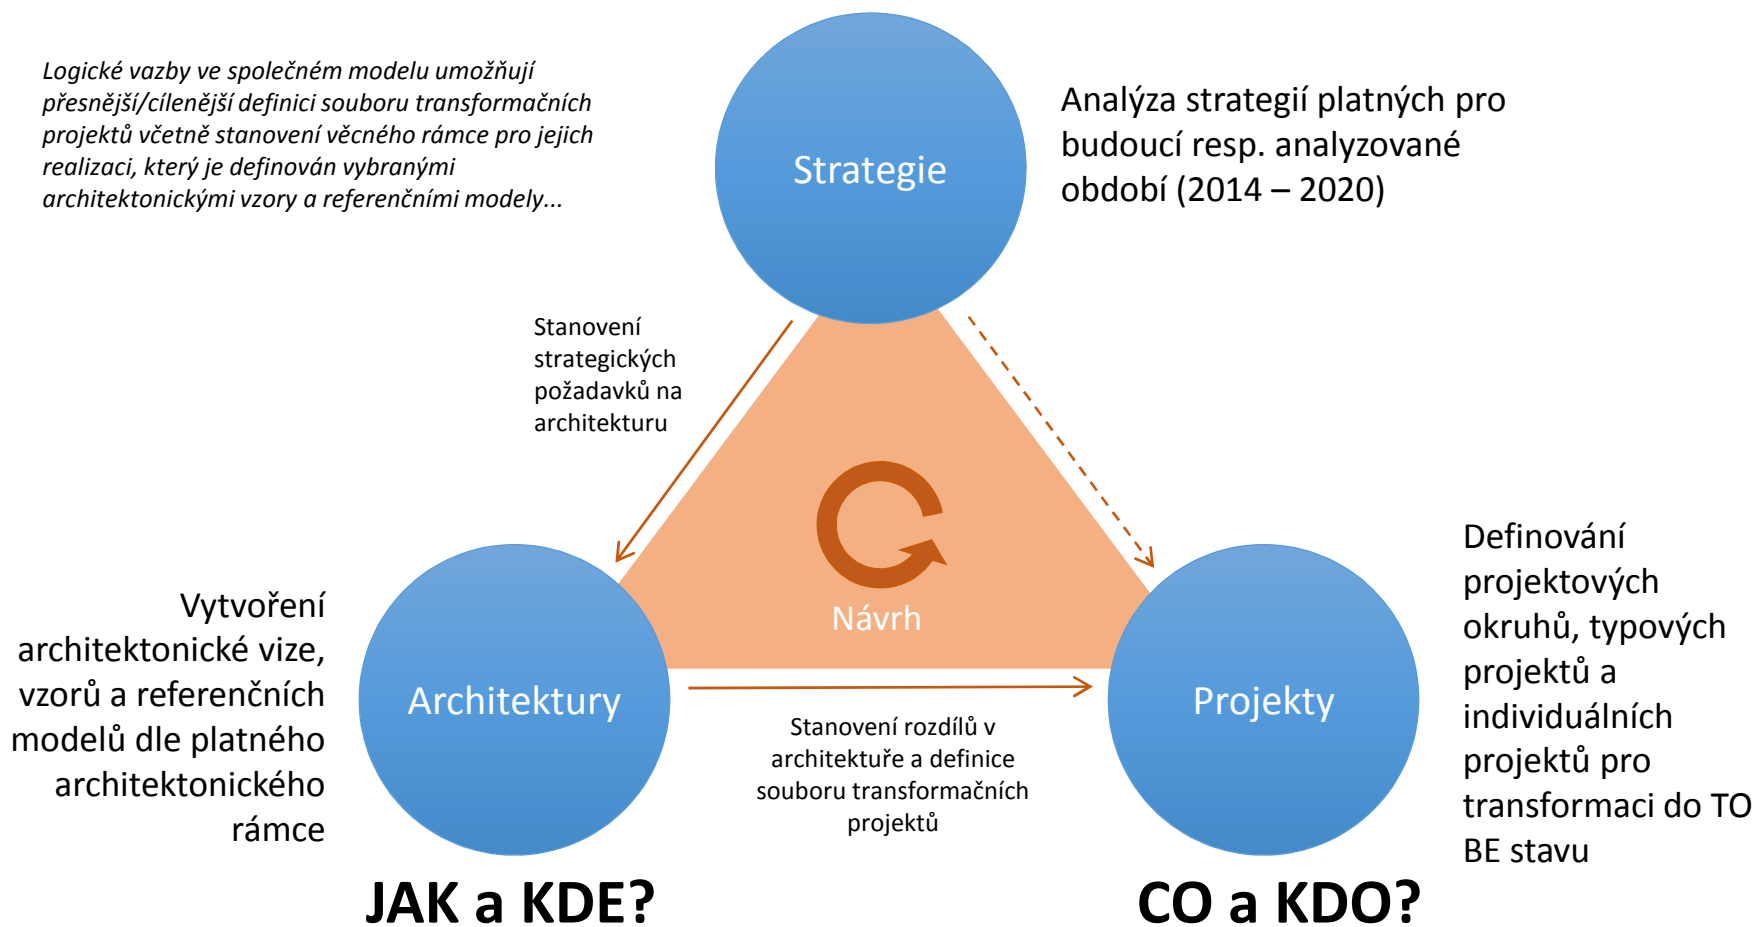 Logické vazby ve společném modelu umožňují
přesnější/cílenější definici souboru transformačních
projektů včetně stanovení věcného rámce pro jejich
realizaci, který je definován vybranými
architektonickými vzory a referenčními modely...
Strategie
Analýza strategií platných pro
budoucí resp. analyzované
období (2014 – 2020)
Stanovení
strategických
požadavků na
architekturu
Návrh
Vytvoření
architektonické vize,
vzorů a referenčních
modelů dle platného
architektonického
rámce
Architektury
Stanovení rozdílů v
architektuře a definice
souboru transformačních
projektů
Projekty
Definování
projektových
okruhů, typových
projektů a
individuálních
projektů pro
transformaci do TO
BE stavu
JAK a KDE?
CO a KDO?